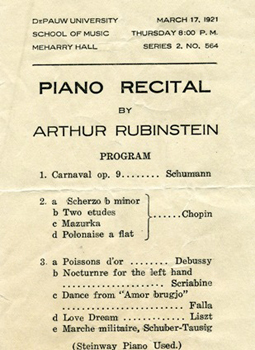 DePAUW UNIVERSITY MARCH 17, 1921
SCHOOL OF MUSIC THURSDAY 8:00 P. M.
MEHARRY HALL SERIES 2, NO. 564
PIANO RECITAL
BY
ARTHUR RUBINSTEIN
PROGRAM
1. Carnaval op. 9........ Schumann
2. a Scherzo b minor
b Two etudes ......Chopin
c Mazurka
d Polonaise a flat
3. a Poissons d'or ........ Debussy
b Nocturnre for the left hand
................ Scriabine
c Dance from "Amor brugjo"
................ Falla
d Love Dream ........... Liszt
e Marche militaire, Schuber-Tausig
(Steinway Piano Used.)